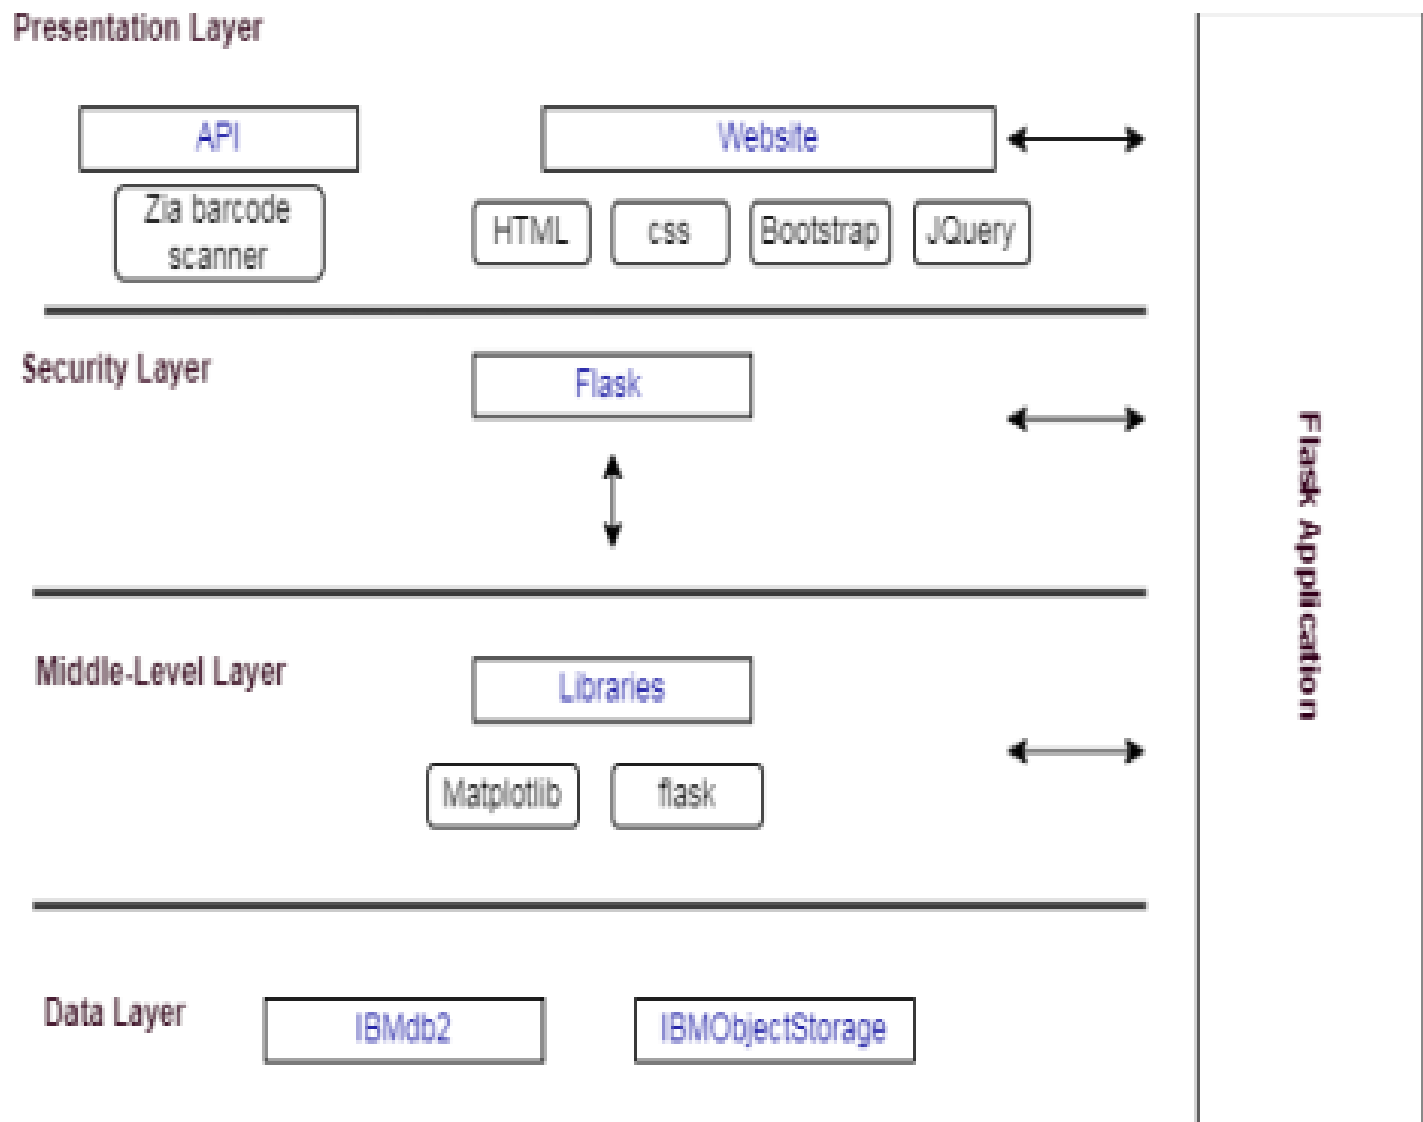 Presentation Layer
API
Website
Zia barcode
scanner
HTML
css
Bootstrap
JQuery
Security Layer
Flask
Middle-Level Layer
Libraries
Matplotlib
flask
Data Layer
IBMdb2
IBMObjectStorage
Flask Application